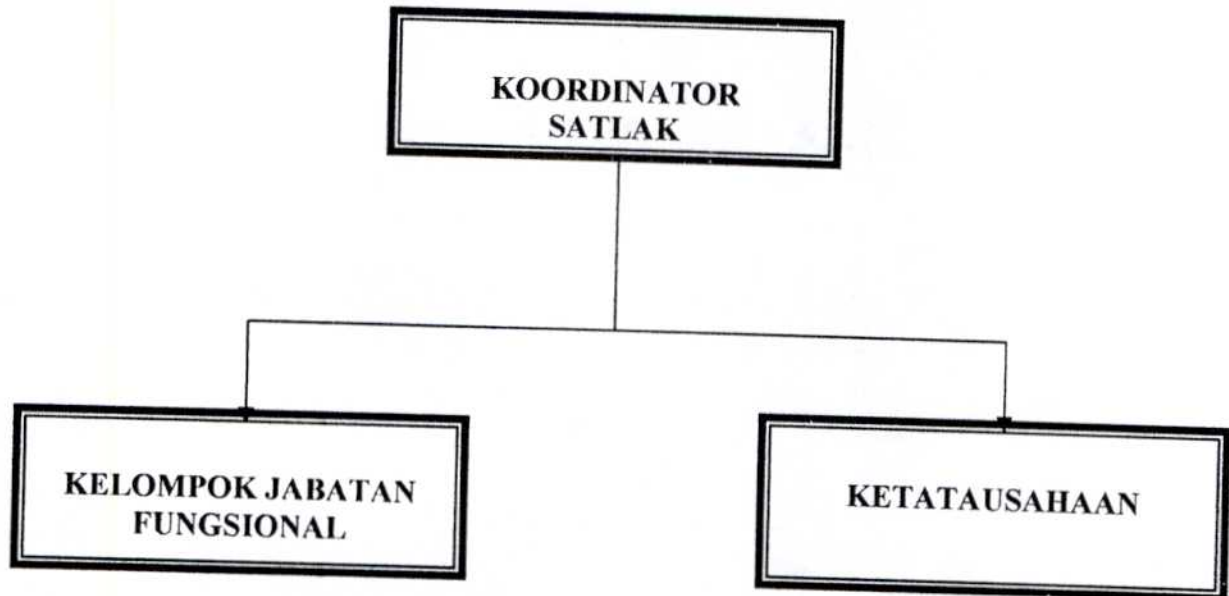 KOORDINATOR
SATLAK
KELOMPOK JABATAN
FUNGSIONAL
KETATAUSAHAAN